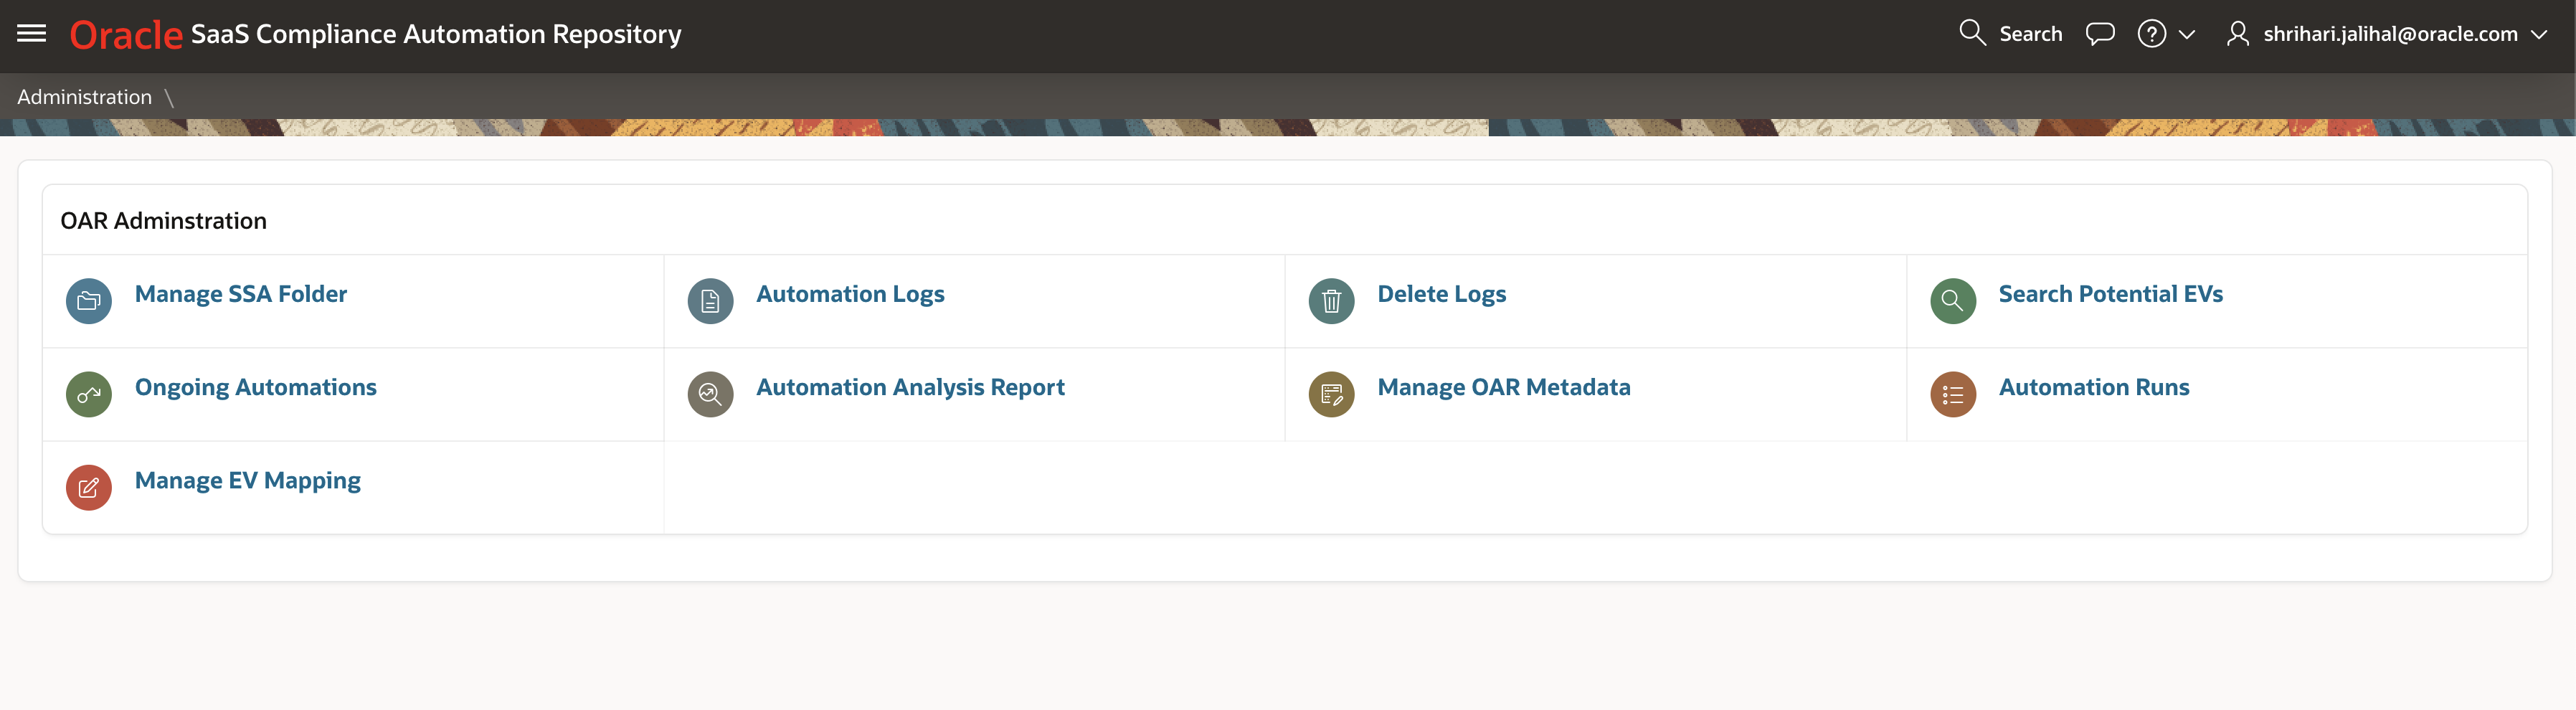 Oracle SaaS Compliance Automation Repository
Search
shrihari.jalihal@oracle.com
Administration \
OAR Adminstration
Manage SSA Folder
Automation Logs
Delete Logs
Search Potential EVs
Ongoing Automations
Automation Analysis Report
Manage OAR Metadata
Automation Runs
Manage EV Mapping